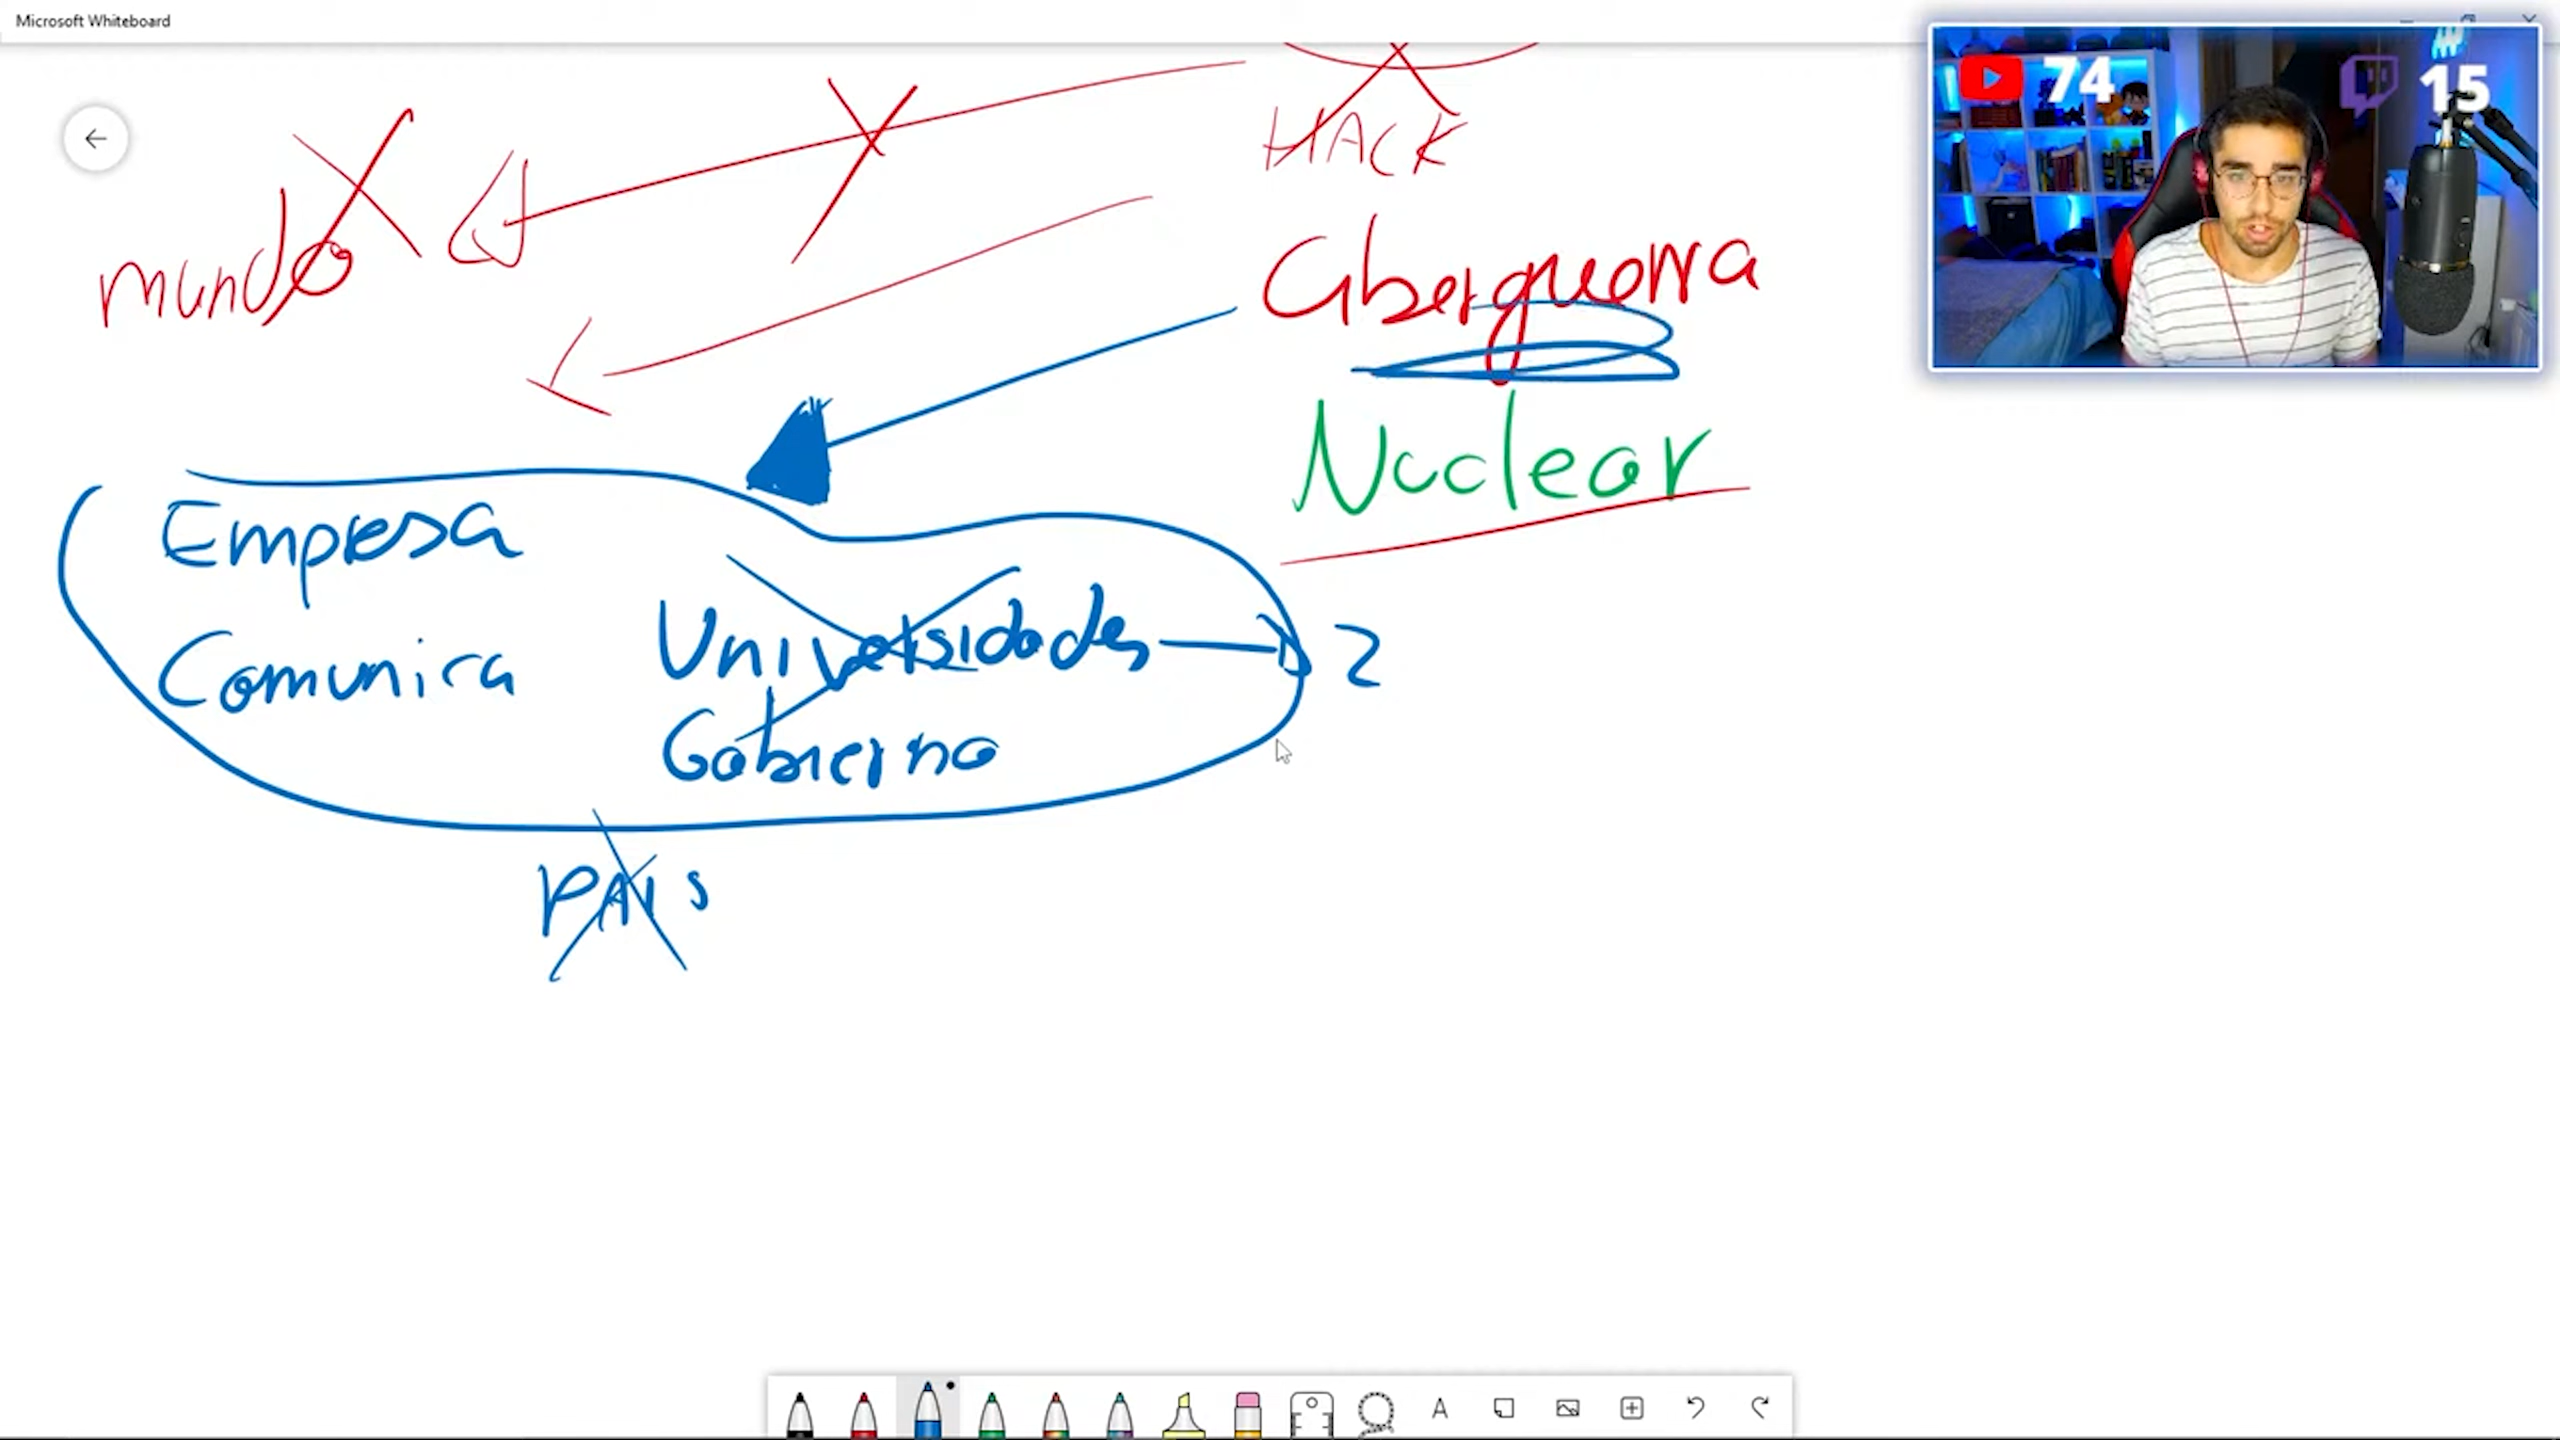 Microsoft Whiteboard
74
15
HACK
mundo
Ciberguerra
Nuclear
Empresa
Universidades 2
Comunica
Gobierno
PAIS
A